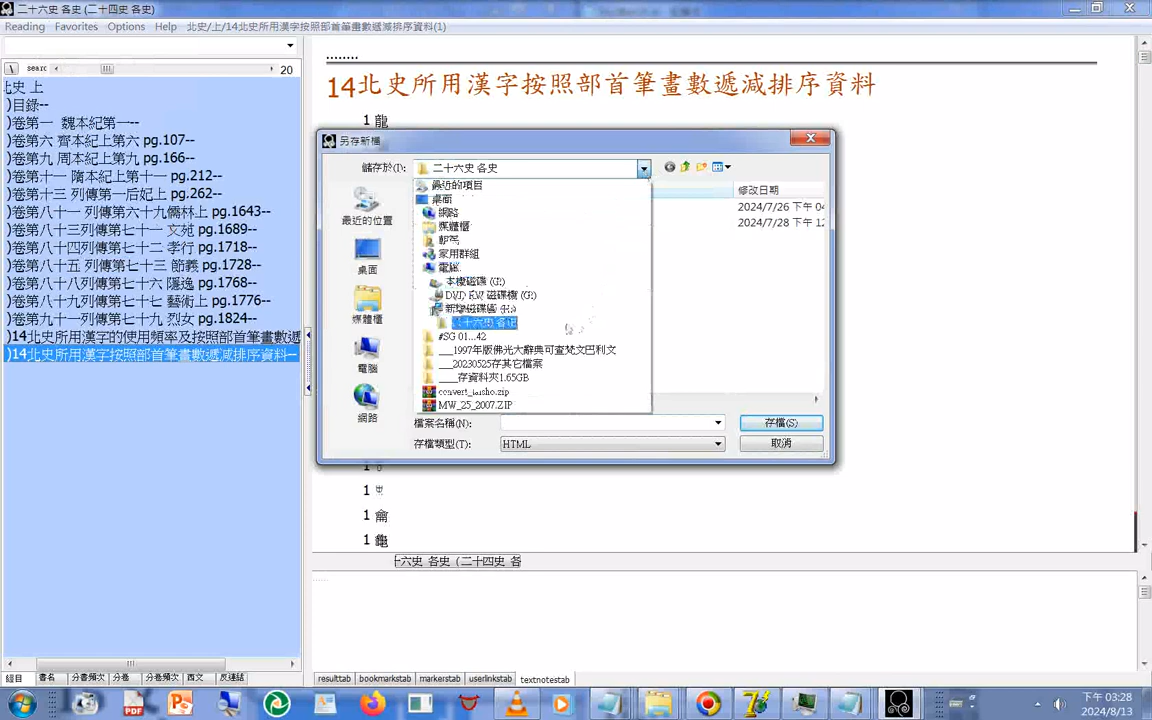 二十六史 各史 (二十四史 各史)
Reading Favorites Options Help 北史/上/14北史所用漢字按照部首筆畫數遞減排序資料(1)
searc 20
北史 上
)目錄--
)卷第一 魏本紀第一--
)卷第六 齊本紀上第六 pg.107--
)卷第九 周本紀上第九 pg.166--
)卷第十一 隋本紀上第十一 pg.212--
)卷第十三 列傳第一后妃上 pg.262--
)卷第八十一 列傳第六十九儒林上 pg.1643--
)卷第八十三列傳第七十一 文苑 pg.1689--
)卷第八十四列傳第七十二 孝行 pg.1718--
)卷第八十五 列傳第七十三 節義 pg.1728--
)卷第八十八列傳第七十六 隱逸 pg.1768--
)卷第八十九列傳第七十七 藝術上 pg.1776--
)卷第九十一列傳第七十九 烈女 pg.1824--
)14北史所用漢字的使用頻率及按照部首筆畫數遞
)14北史所用漢字按照部首筆畫數遞減排序資料--
經目 書名 分書頻次 分卷 分卷頻次 西文 反連結
........
14北史所用漢字按照部首筆畫數遞減排序資料
1 龍
另存新檔
儲存於(I): 二十六史 各史
最近的位置
桌面
媒體櫃
電腦
網路
最近的項目
桌面
網路
媒體櫃
家用群組
電腦
本機磁碟 (C:)
DVD RW 磁碟機 (G:)
新增磁碟區 (H:)
二十六史 各史
#SG 01...42
___1997年版佛光大辭典可查梵文巴利文
___20230525存其它檔案
___存資料夾1.65GB
convert_taisho.zip
MW_25_2007.ZIP
修改日期
2024/7/26 下午 04
2024/7/28 下午 12
檔案名稱(N): 存檔(S)
存檔類型(T): HTML 取消
1 龠
1 龜
十六史 各史 (二十四史 各
......
resulttab bookmarkstab markerstab userlinkstab textnotestab
下午 03:28
2024/8/13